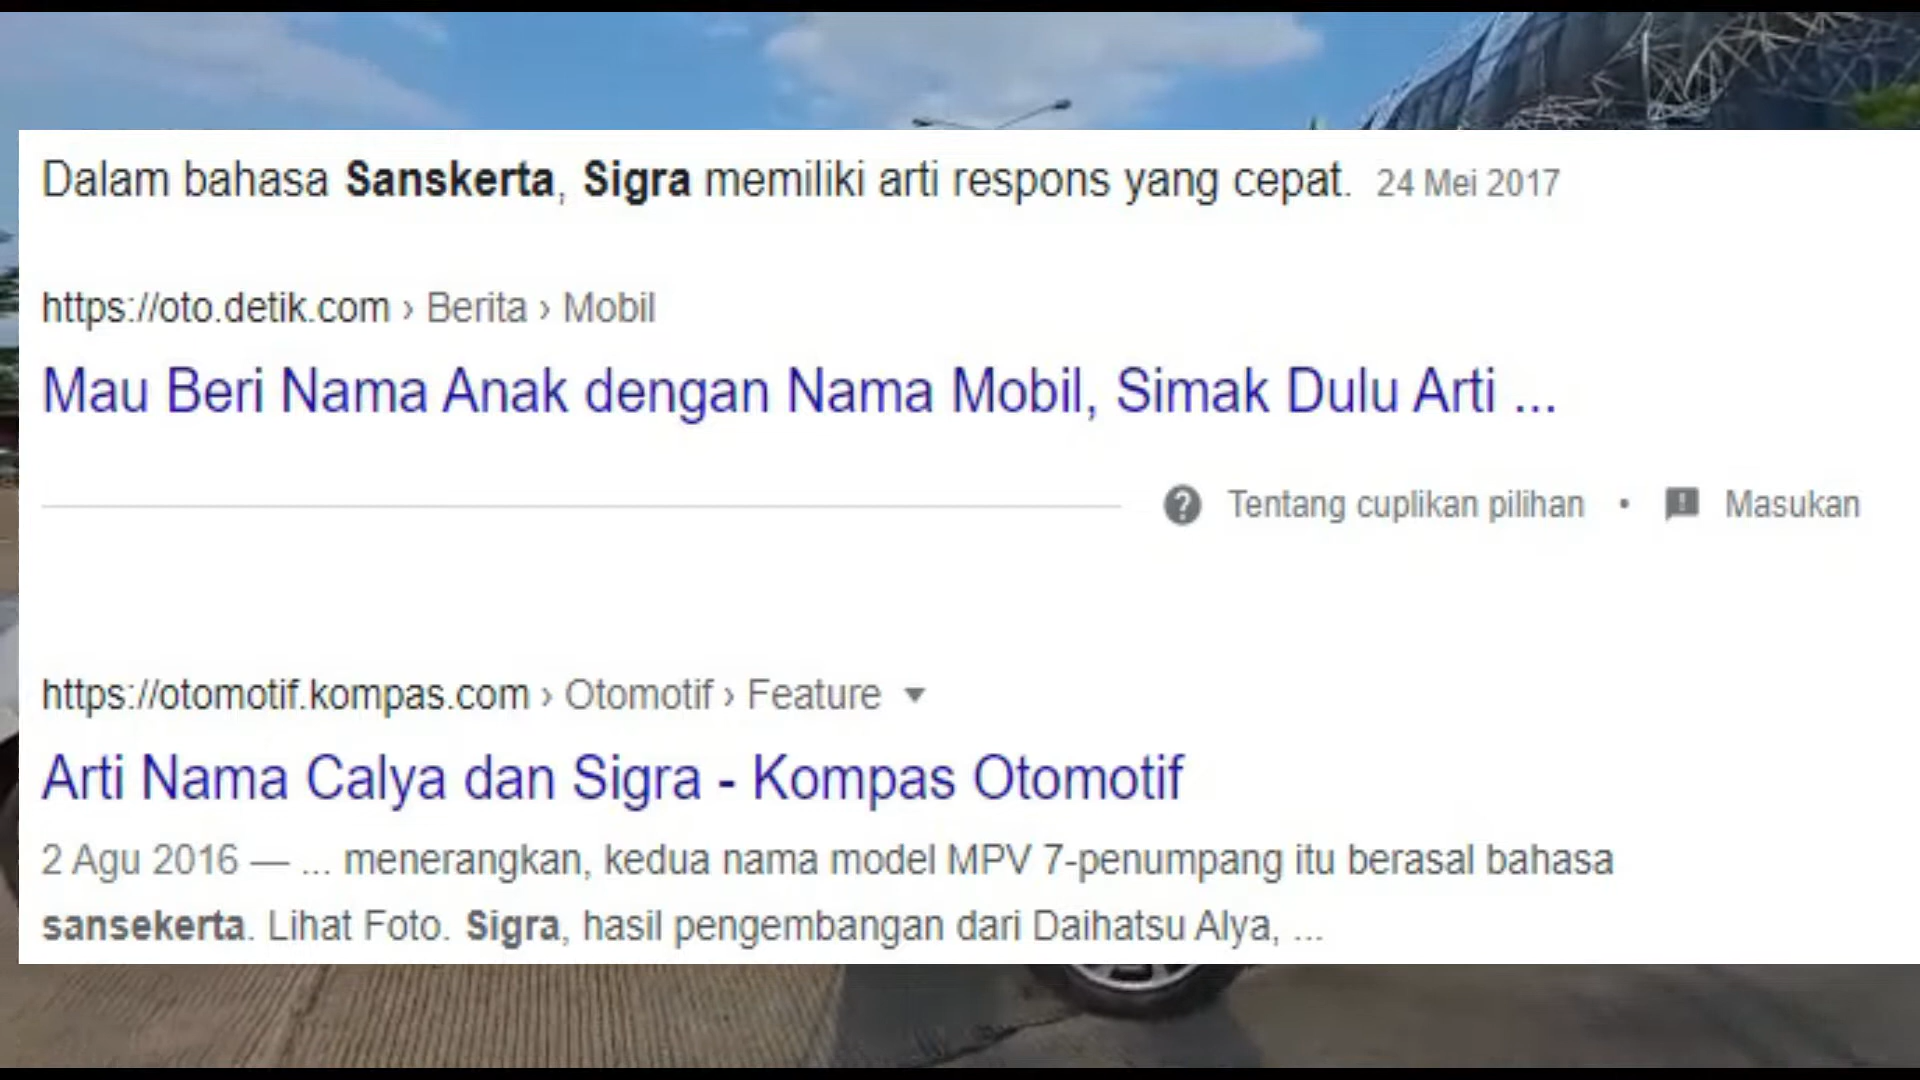 Dalam bahasa Sanskerta, Sigra memiliki arti respons yang cepat. 24 Mei 2017
https://oto.detik.com › Berita › Mobil
Mau Beri Nama Anak dengan Nama Mobil, Simak Dulu Arti ...
Tentang cuplikan pilihan • Masukan
https://otomotif.kompas.com › Otomotif › Feature
Arti Nama Calya dan Sigra - Kompas Otomotif
2 Agu 2016 — ... menerangkan, kedua nama model MPV 7-penumpang itu berasal bahasa
sansekerta. Lihat Foto. Sigra, hasil pengembangan dari Daihatsu Alya, ...